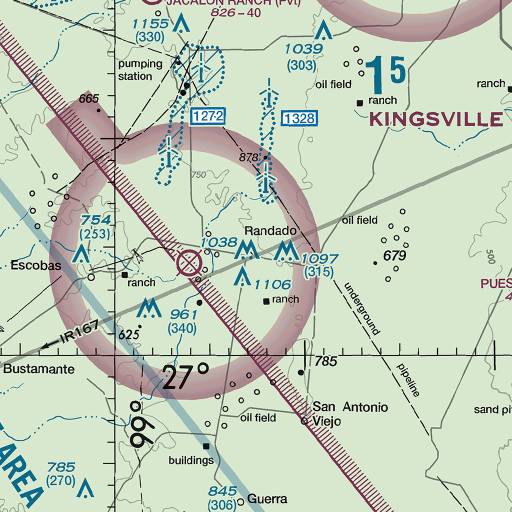 JACALON RANCH (Pvt)
826 - 40
1155
(330)
1039
(303)
pumping
station
oil field
15
ranch
ranch
665
1272
1328
KINGSVILLE
878
750
754
(253)
Randado
oil field
1038
1097
(315)
679
500
Escobas
ranch
1106
ranch
961
(340)
PUES
4
625
IR167
underground
pipeline
785
Bustamante
27°
99°
oil field
San Antonio
Viejo
sand pi
AREA
buildings
785
(270)
845
(306)
Guerra